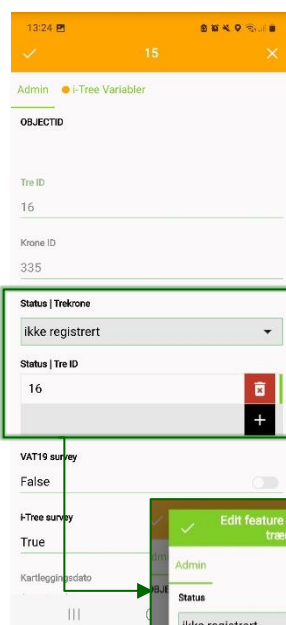 13:24
15
Admin i-Tree Variabler
OBJECTID
Tre ID
16
Krone ID
335
Status | Trekrone
ikke registrert
Status | Tre ID
16
+
VAT19 survey
False
i-Tree survey
True
Kartleggingsdato
Edit feature
træ
Admin
Status
ikke registrert